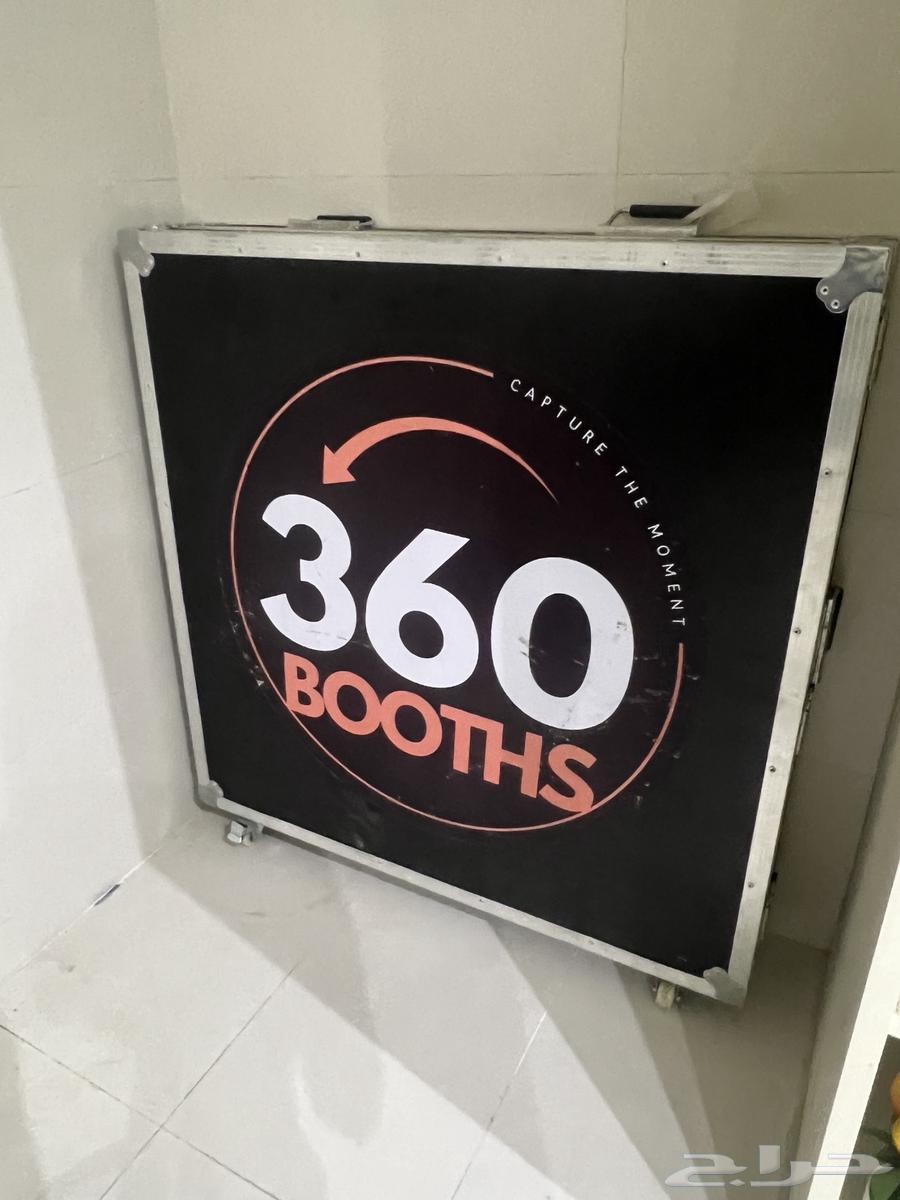 CAPTURE THE MOMENT
360
BOOTHS
حراج